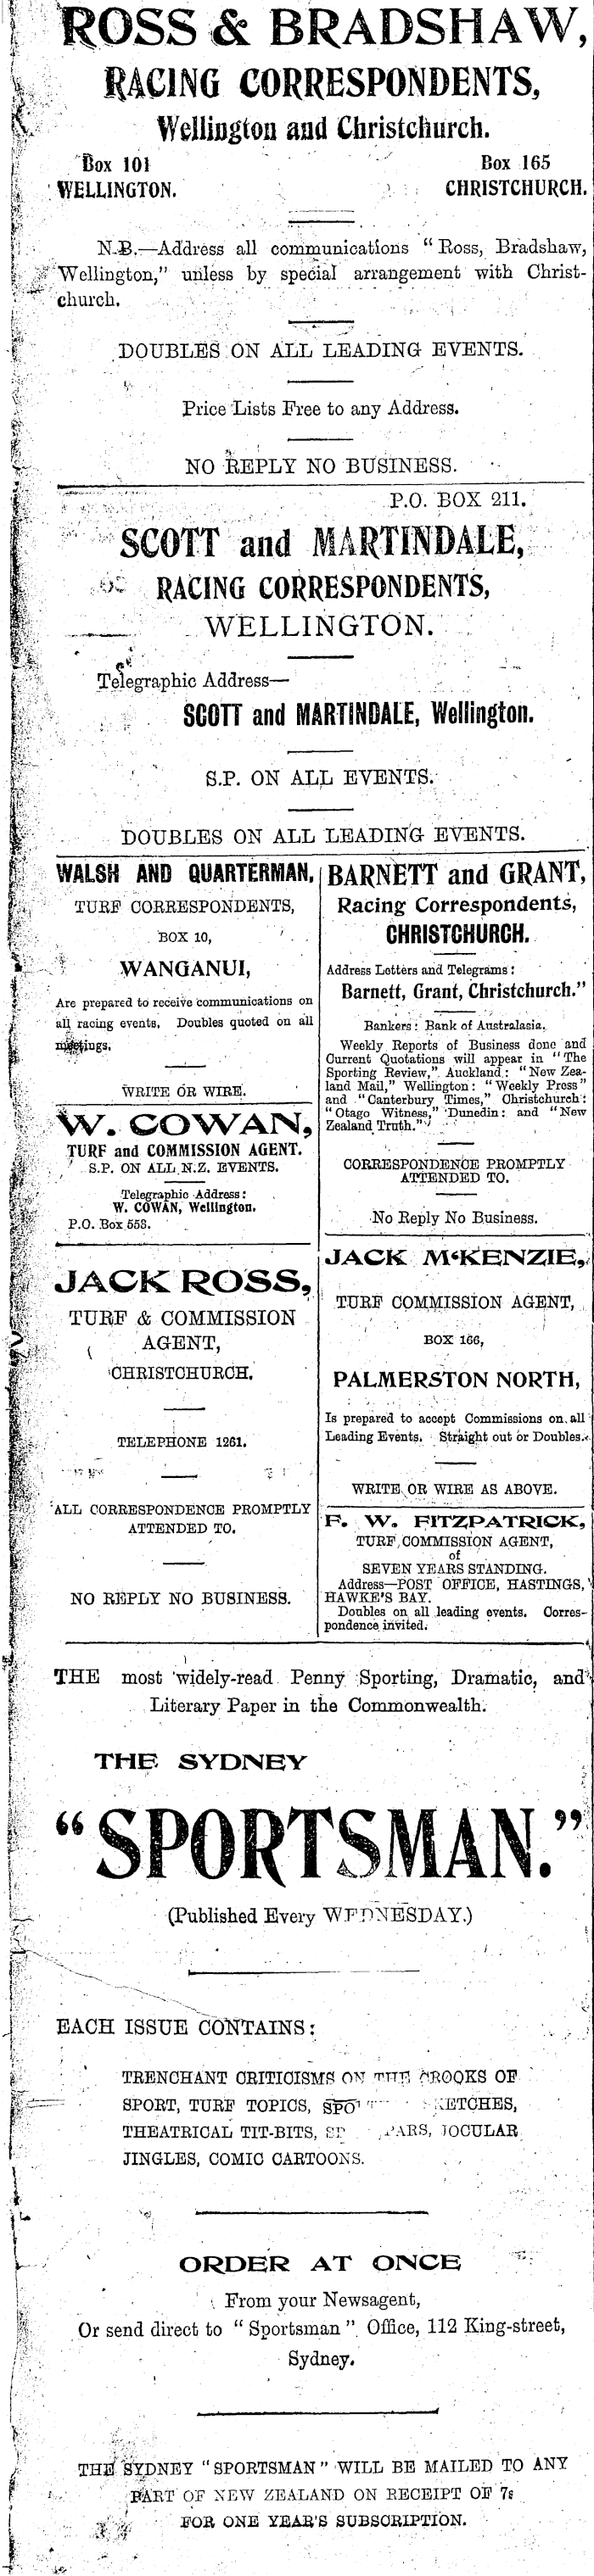 ROSS & BRADSHAW,
RACING CORRESPONDENTS,
Wellington and Christchurch.
Box 101 Box 165
WELLINGTON. CHRISTCHURCH.
N.B.—Address all communications "Ross, Bradshaw,
Wellington," unless by special arrangement with Christ-
church.
DOUBLES ON ALL LEADING EVENTS.
Price Lists Free to any Address.
NO REPLY NO BUSINESS.
P.O. BOX 211.
SCOTT and MARTINDALE,
RACING CORRESPONDENTS,
WELLINGTON.
Telegraphic Address—
SCOTT and MARTINDALE, Wellington.
S.P. ON ALL EVENTS.
DOUBLES ON ALL LEADING EVENTS.
WALSH AND QUARTERMAN,
TURF CORRESPONDENTS,
BOX 10,
WANGANUI,
Are prepared to receive communications on
all racing events. Doubles quoted on all
meetings.
WRITE OR WIRE.
W. COWAN,
TURF and COMMISSION AGENT.
S.P. ON ALL N.Z. EVENTS.
Telegraphic Address:
W. COWAN, Wellington.
P.O. Box 553.
JACK ROSS,
TURF & COMMISSION
AGENT,
CHRISTCHURCH.
TELEPHONE 1261.
ALL CORRESPONDENCE PROMPTLY
ATTENDED TO.
NO REPLY NO BUSINESS.
BARNETT and GRANT,
Racing Correspondents,
CHRISTCHURCH.
Address Letters and Telegrams:
Barnett, Grant, Christchurch."
Bankers: Bank of Australasia.
Weekly Reports of Business done and
Current Quotations will appear in "The
Sporting Review," Auckland: "New Zea-
land Mail," Wellington: "Weekly Press"
and "Canterbury Times," Christchurch:
"Otago Witness," Dunedin: and "New
Zealand Truth."
CORRESPONDENCE PROMPTLY
ATTENDED TO.
No Reply No Business.
JACK M'KENZIE,
TURF COMMISSION AGENT,
BOX 166,
PALMERSTON NORTH,
Is prepared to accept Commissions on all
Leading Events. Straight out or Doubles.
WRITE OR WIRE AS ABOVE.
F. W. FITZPATRICK,
TURF COMMISSION AGENT,
of
SEVEN YEARS STANDING.
Address—POST OFFICE, HASTINGS,
HAWKE'S BAY.
Doubles on all leading events. Corres-
pondence invited.
THE most widely-read Penny Sporting, Dramatic, and
Literary Paper in the Commonwealth.
THE SYDNEY
"SPORTSMAN."
(Published Every WEDNESDAY.)
EACH ISSUE CONTAINS:
TRENCHANT CRITICISMS ON THE CROOKS OF
SPORT, TURF TOPICS, SKETCHES,
THEATRICAL TIT-BITS, PARS, JOCULAR
JINGLES, COMIC CARTOONS.
ORDER AT ONCE
From your Newsagent,
Or send direct to "Sportsman" Office, 112 King-street,
Sydney.
THE SYDNEY "SPORTSMAN" WILL BE MAILED TO ANY
PART OF NEW ZEALAND ON RECEIPT OF 7s
FOR ONE YEAR'S SUBSCRIPTION.